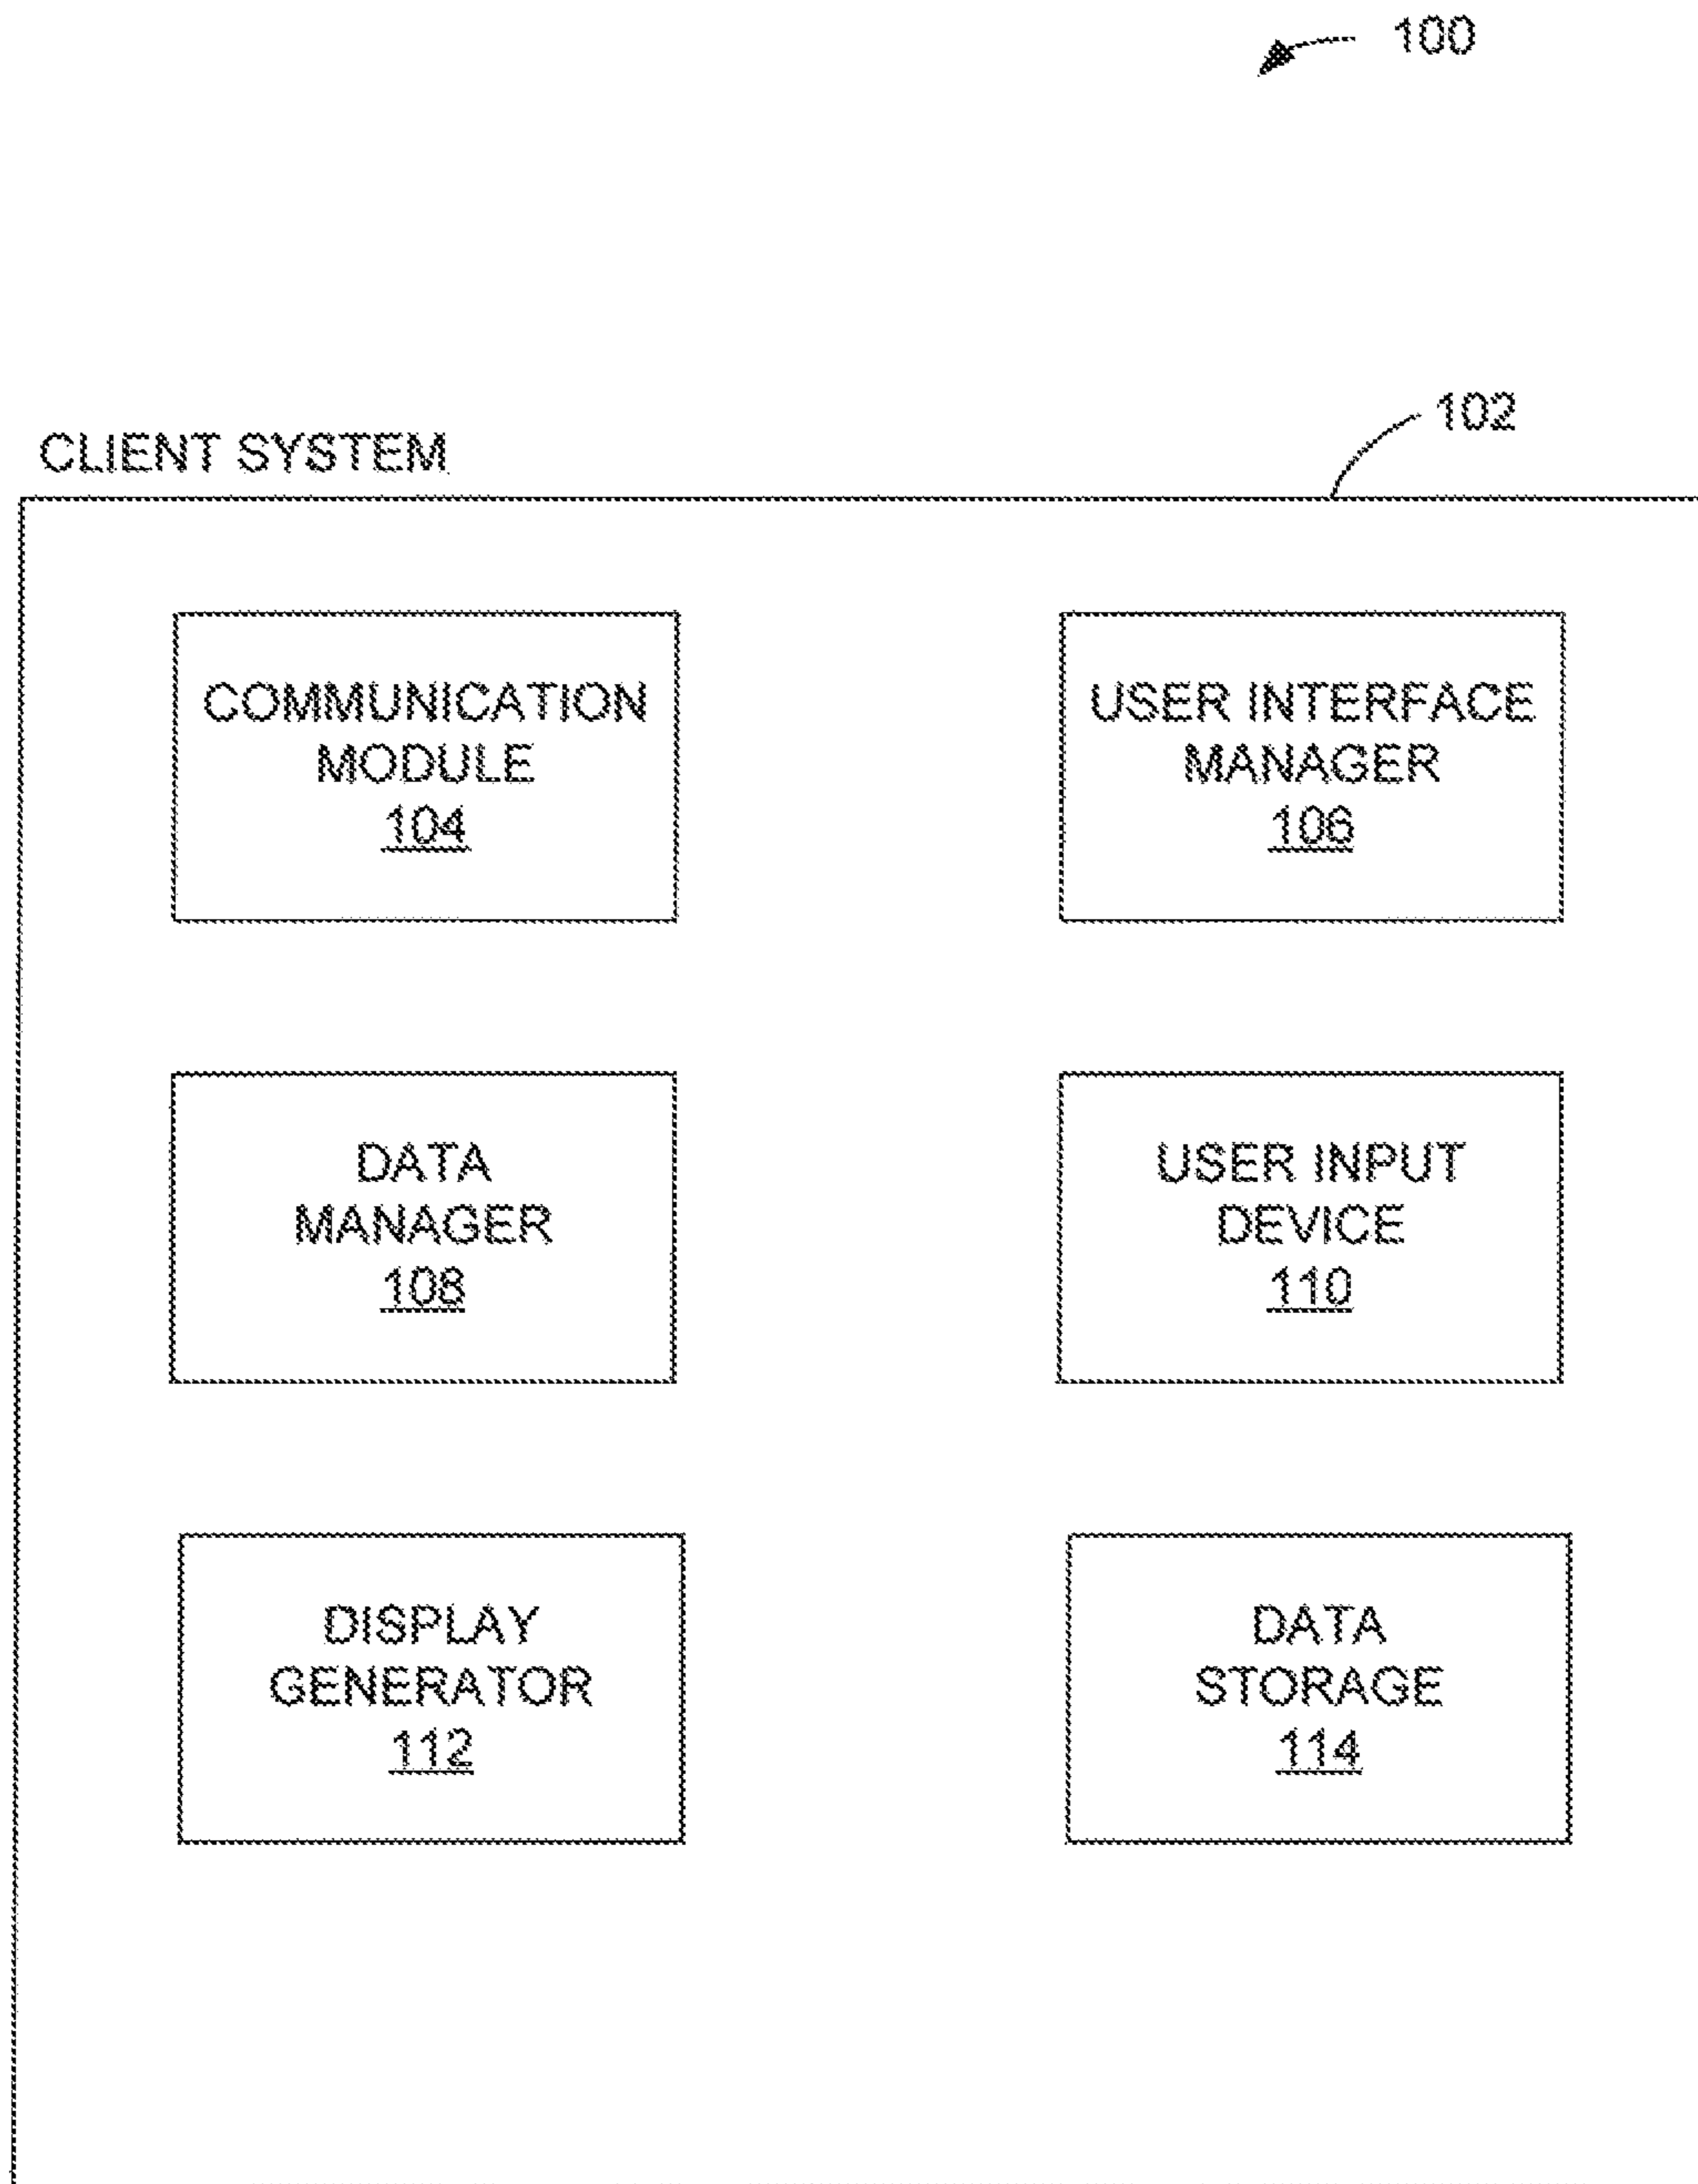 100
102
CLIENT SYSTEM
COMMUNICATION
MODULE
104
USER INTERFACE
MANAGER
106
DATA
MANAGER
108
USER INPUT
DEVICE
110
DISPLAY
GENERATOR
112
DATA
STORAGE
114